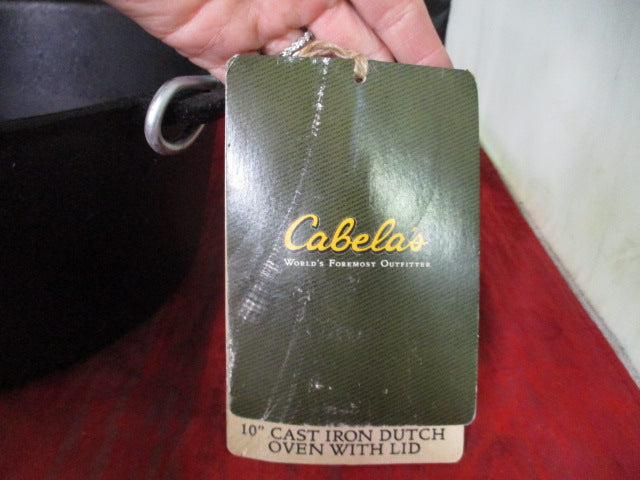 Cabela's
World's Foremost Outfitter
10" CAST IRON DUTCH
OVEN WITH LID